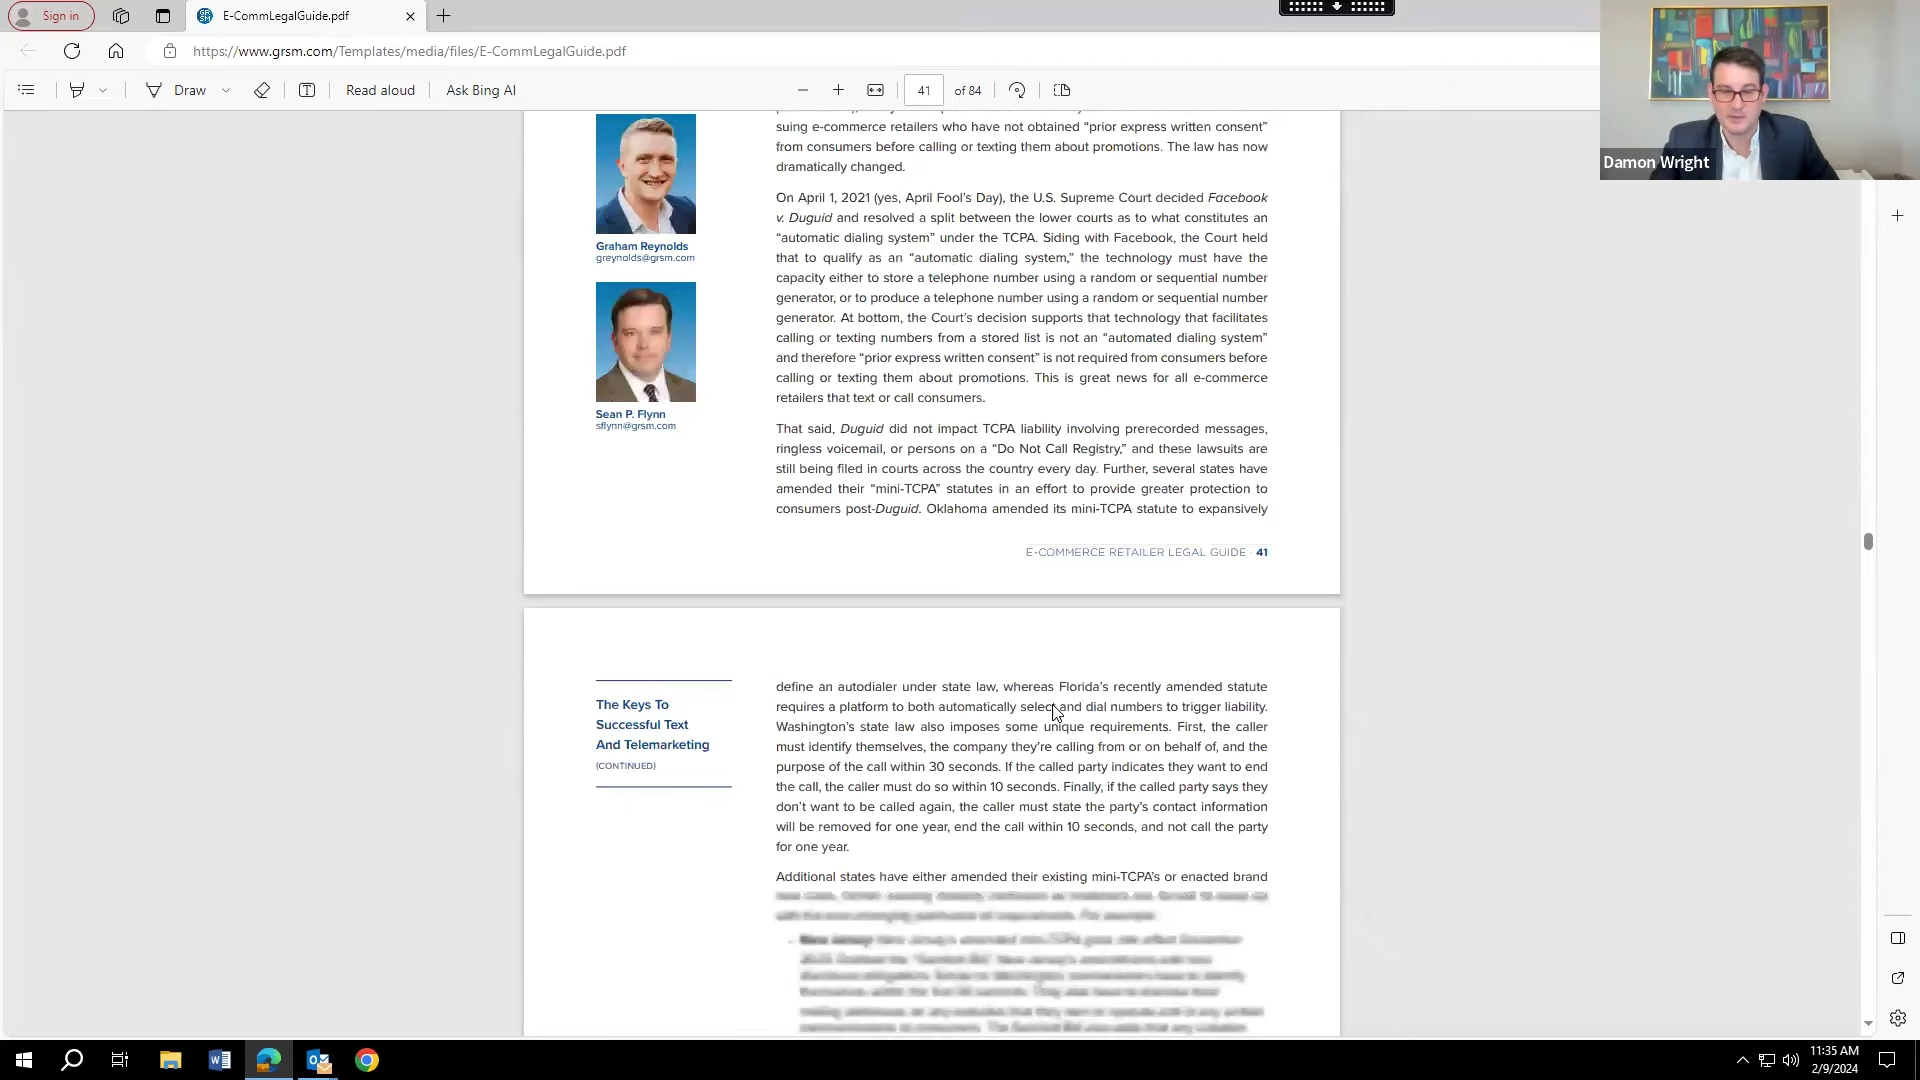 Sign in
E-CommLegalGuide.pdf
https://www.grsm.com/Templates/media/files/E-CommLegalGuide.pdf
Draw
Read aloud
Ask Bing AI
41 of 84
Damon Wright
Graham Reynolds
greynolds@grsm.com
Sean P. Flynn
sflynn@grsm.com
suing e-commerce retailers who have not obtained “prior express written consent”
from consumers before calling or texting them about promotions. The law has now
dramatically changed.
On April 1, 2021 (yes, April Fool’s Day), the U.S. Supreme Court decided Facebook
v. Duguid and resolved a split between the lower courts as to what constitutes an
“automatic dialing system” under the TCPA. Siding with Facebook, the Court held
that to qualify as an “automatic dialing system,” the technology must have the
capacity either to store a telephone number using a random or sequential number
generator, or to produce a telephone number using a random or sequential number
generator. At bottom, the Court’s decision supports that technology that facilitates
calling or texting numbers from a stored list is not an “automated dialing system”
and therefore “prior express written consent” is not required from consumers before
calling or texting them about promotions. This is great news for all e-commerce
retailers that text or call consumers.
That said, Duguid did not impact TCPA liability involving prerecorded messages,
ringless voicemail, or persons on a “Do Not Call Registry,” and these lawsuits are
still being filed in courts across the country every day. Further, several states have
amended their “mini-TCPA” statutes in an effort to provide greater protection to
consumers post-Duguid. Oklahoma amended its mini-TCPA statute to expansively
E-COMMERCE RETAILER LEGAL GUIDE · 41
The Keys To
Successful Text
And Telemarketing
(CONTINUED)
define an autodialer under state law, whereas Florida’s recently amended statute
requires a platform to both automatically select and dial numbers to trigger liability.
Washington’s state law also imposes some unique requirements. First, the caller
must identify themselves, the company they’re calling from or on behalf of, and the
purpose of the call within 30 seconds. If the called party indicates they want to end
the call, the caller must do so within 10 seconds. Finally, if the called party says they
don’t want to be called again, the caller must state the party’s contact information
will be removed for one year, end the call within 10 seconds, and not call the party
for one year.
Additional states have either amended their existing mini-TCPA’s or enacted brand
11:35 AM
2/9/2024